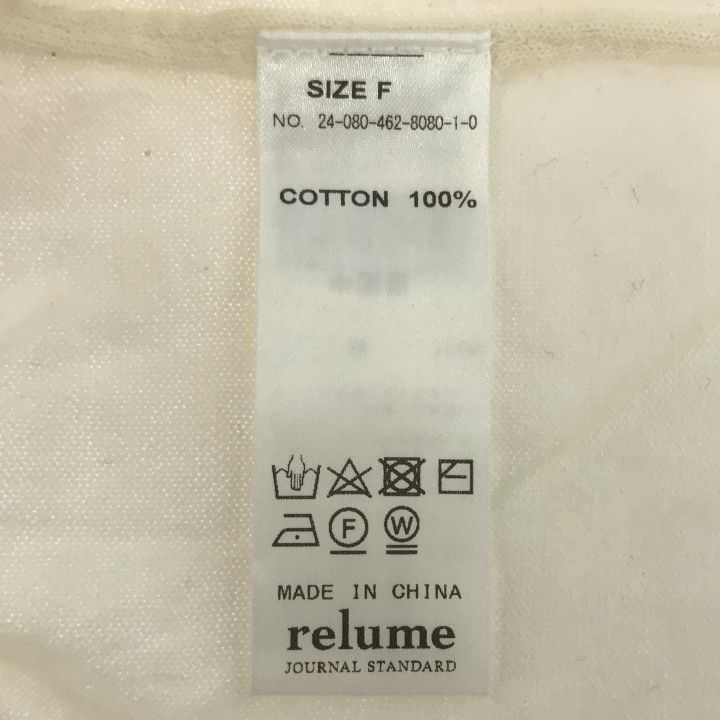 SIZE F
NO. 24-080-462-8080-1-0
COTTON 100%
F W
MADE IN CHINA
relume
JOURNAL STANDARD